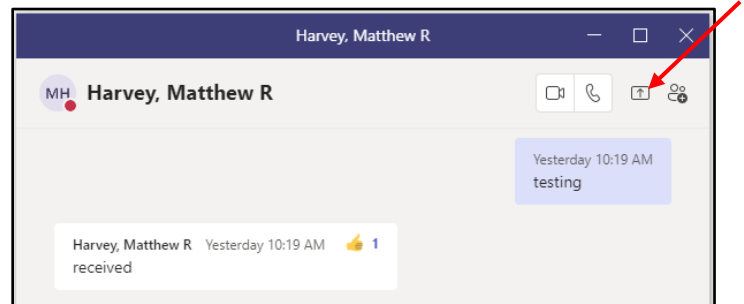 Harvey, Matthew R
MH Harvey, Matthew R
Yesterday 10:19 AM
testing
Harvey, Matthew R Yesterday 10:19 AM 👍 1
received